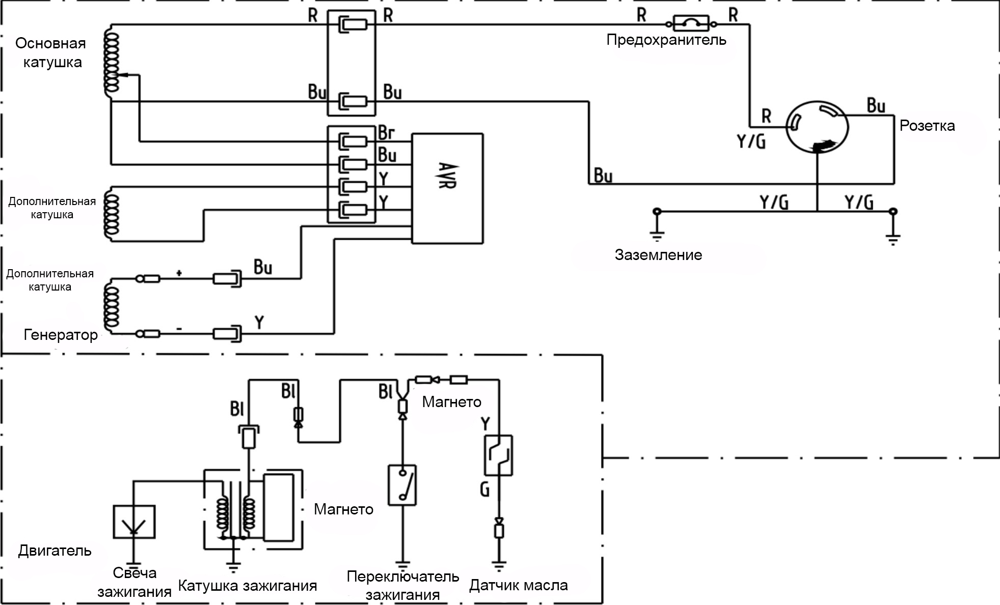 R
R
R
R
Предохранитель
Основная
катушка
Bu
Bu
R
Bu
Розетка
Y/G
Br
Bu
Y
Y
AVR
Bu
Y/G
Y/G
Заземление
Дополнительная
катушка
Дополнительная
катушка
+
Bu
-
Y
Генератор
Bl
Bl
Bl
Магнето
Y
G
Магнето
Двигатель
Свеча
зажигания
Катушка зажигания
Переключатель
зажигания
Датчик масла